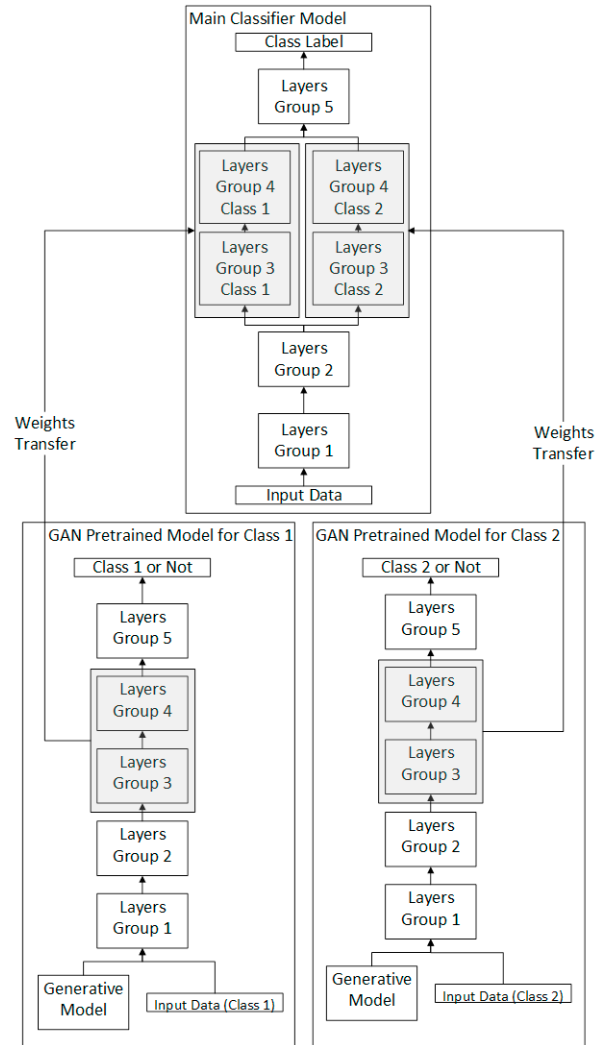 Main Classifier Model
Class Label
Layers
Group 5
Layers
Group 4
Class 1
Layers
Group 4
Class 2
Layers
Group 3
Class 1
Layers
Group 3
Class 2
Layers
Group 2
Layers
Group 1
Input Data
Weights
Transfer
Weights
Transfer
GAN Pretrained Model for Class 1
Class 1 or Not
Layers
Group 5
Layers
Group 4
Layers
Group 3
Layers
Group 2
Layers
Group 1
Generative
Model
Input Data (Class 1)
GAN Pretrained Model for Class 2
Class 2 or Not
Layers
Group 5
Layers
Group 4
Layers
Group 3
Layers
Group 2
Layers
Group 1
Generative
Model
Input Data (Class 2)